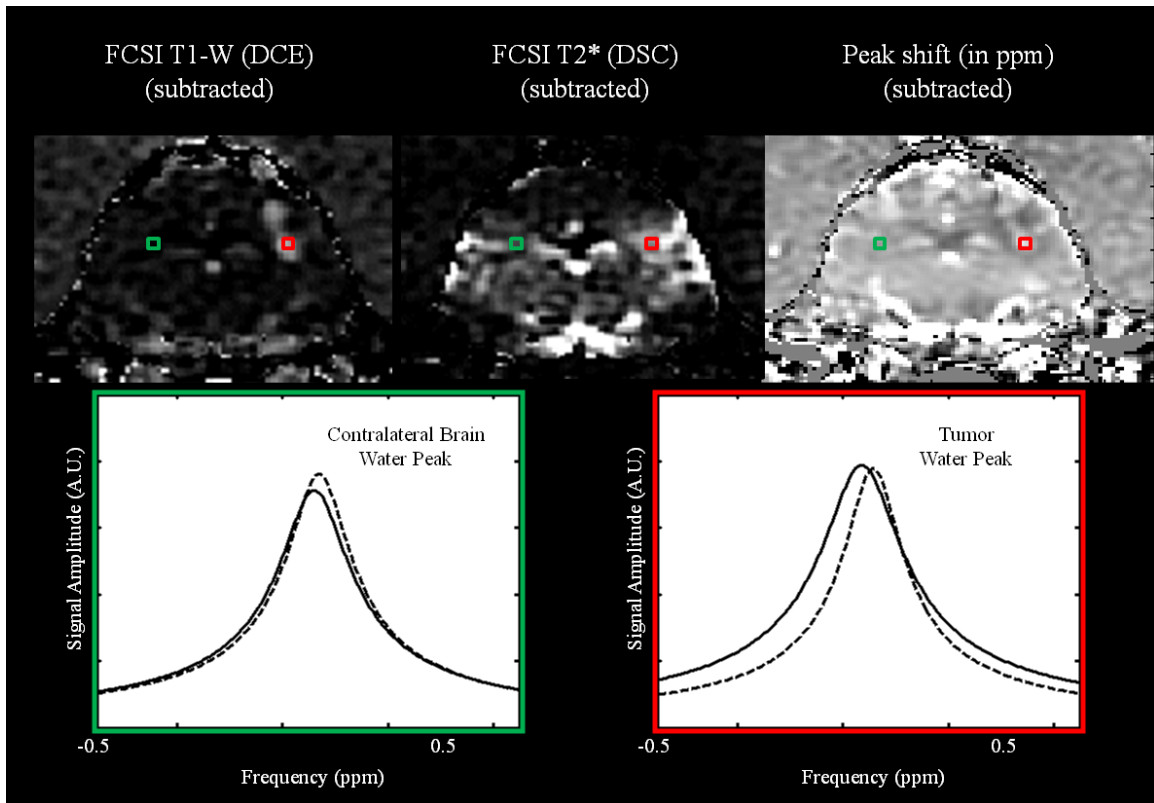 FCSI T1-W (DCE)
(subtracted)
FCSI T2* (DSC)
(subtracted)
Peak shift (in ppm)
(subtracted)
Contralateral Brain
Water Peak
Signal Amplitude (A.U.)
-0.5
0.5
Frequency (ppm)
Tumor
Water Peak
Signal Amplitude (A.U.)
-0.5
0.5
Frequency (ppm)